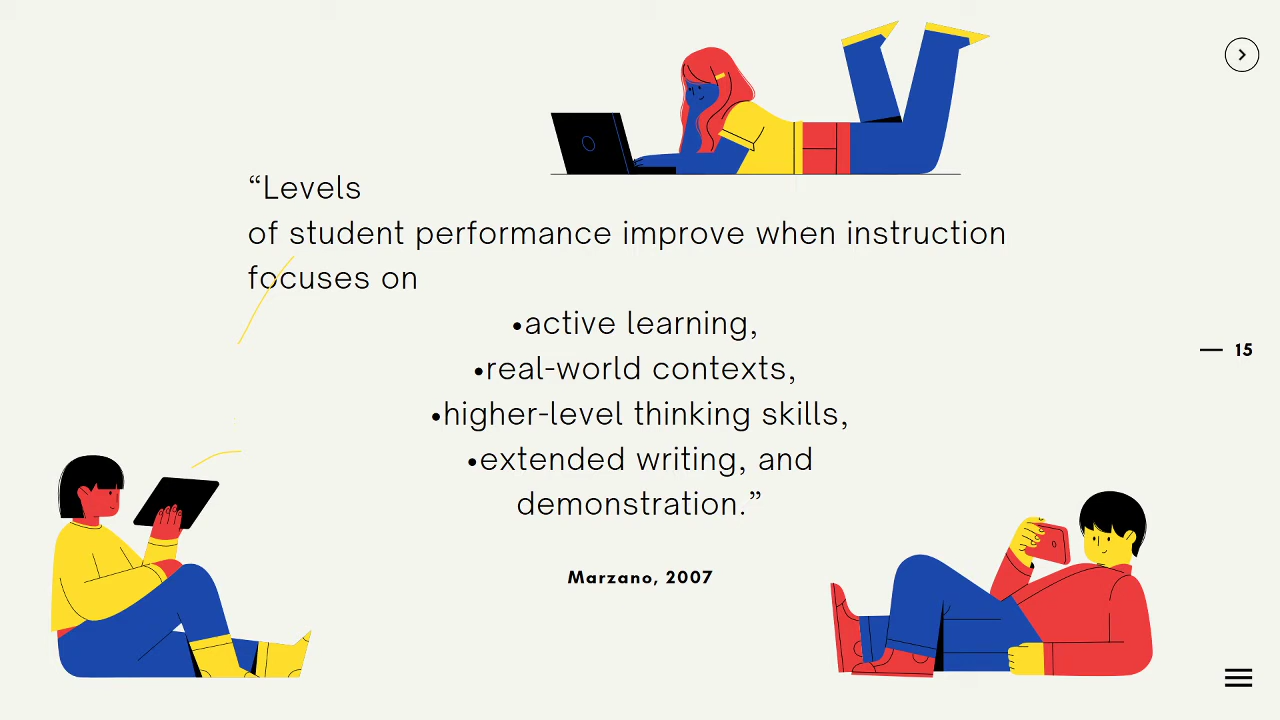 “Levels
of student performance improve when instruction
focuses on
•active learning,
•real-world contexts,
•higher-level thinking skills,
•extended writing, and
demonstration.”
15
Marzano, 2007